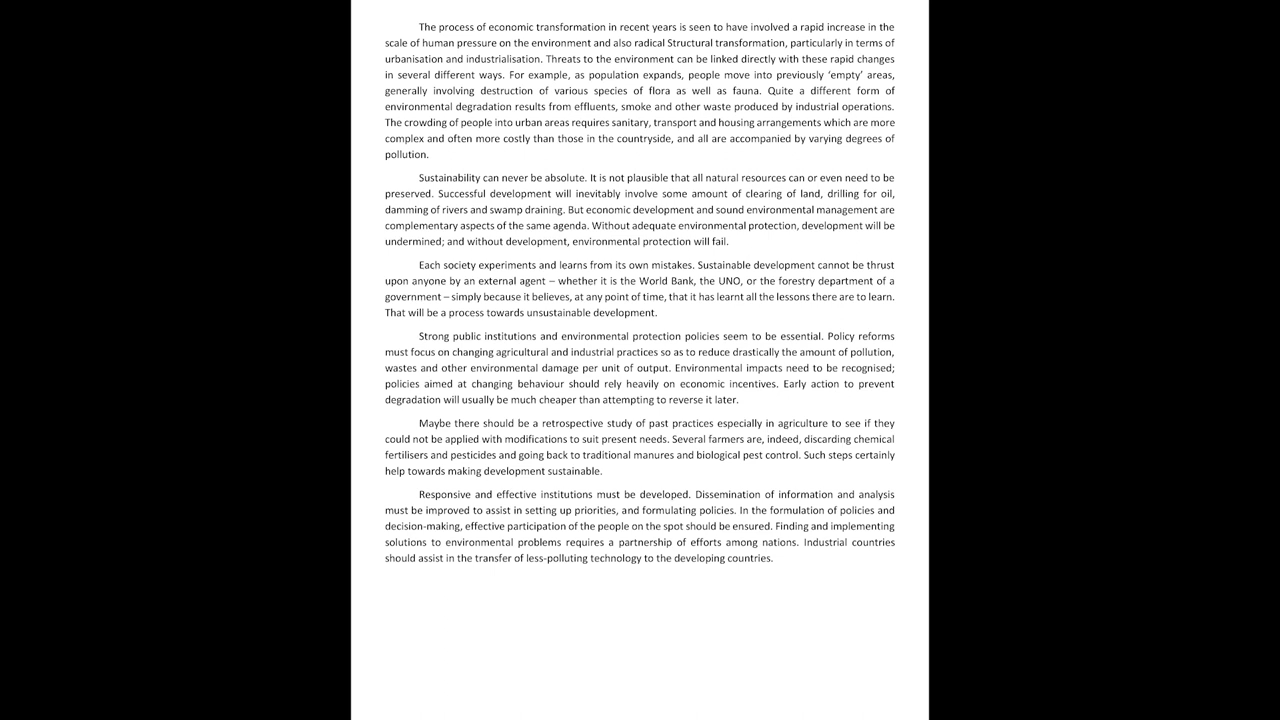 The process of economic transformation in recent years is seen to have involved a rapid increase in the
scale of human pressure on the environment and also radical Structural transformation, particularly in terms of
urbanisation and industrialisation. Threats to the environment can be linked directly with these rapid changes
in several different ways. For example, as population expands, people move into previously ‘empty’ areas,
generally involving destruction of various species of flora as well as fauna. Quite a different form of
environmental degradation results from effluents, smoke and other waste produced by industrial operations.
The crowding of people into urban areas requires sanitary, transport and housing arrangements which are more
complex and often more costly than those in the countryside, and all are accompanied by varying degrees of
pollution.
Sustainability can never be absolute. It is not plausible that all natural resources can or even need to be
preserved. Successful development will inevitably involve some amount of clearing of land, drilling for oil,
damming of rivers and swamp draining. But economic development and sound environmental management are
complementary aspects of the same agenda. Without adequate environmental protection, development will be
undermined; and without development, environmental protection will fail.
Each society experiments and learns from its own mistakes. Sustainable development cannot be thrust
upon anyone by an external agent – whether it is the World Bank, the UNO, or the forestry department of a
government – simply because it believes, at any point of time, that it has learnt all the lessons there are to learn.
That will be a process towards unsustainable development.
Strong public institutions and environmental protection policies seem to be essential. Policy reforms
must focus on changing agricultural and industrial practices so as to reduce drastically the amount of pollution,
wastes and other environmental damage per unit of output. Environmental impacts need to be recognised;
policies aimed at changing behaviour should rely heavily on economic incentives. Early action to prevent
degradation will usually be much cheaper than attempting to reverse it later.
Maybe there should be a retrospective study of past practices especially in agriculture to see if they
could not be applied with modifications to suit present needs. Several farmers are, indeed, discarding chemical
fertilisers and pesticides and going back to traditional manures and biological pest control. Such steps certainly
help towards making development sustainable.
Responsive and effective institutions must be developed. Dissemination of information and analysis
must be improved to assist in setting up priorities, and formulating policies. In the formulation of policies and
decision-making, effective participation of the people on the spot should be ensured. Finding and implementing
solutions to environmental problems requires a partnership of efforts among nations. Industrial countries
should assist in the transfer of less-polluting technology to the developing countries.